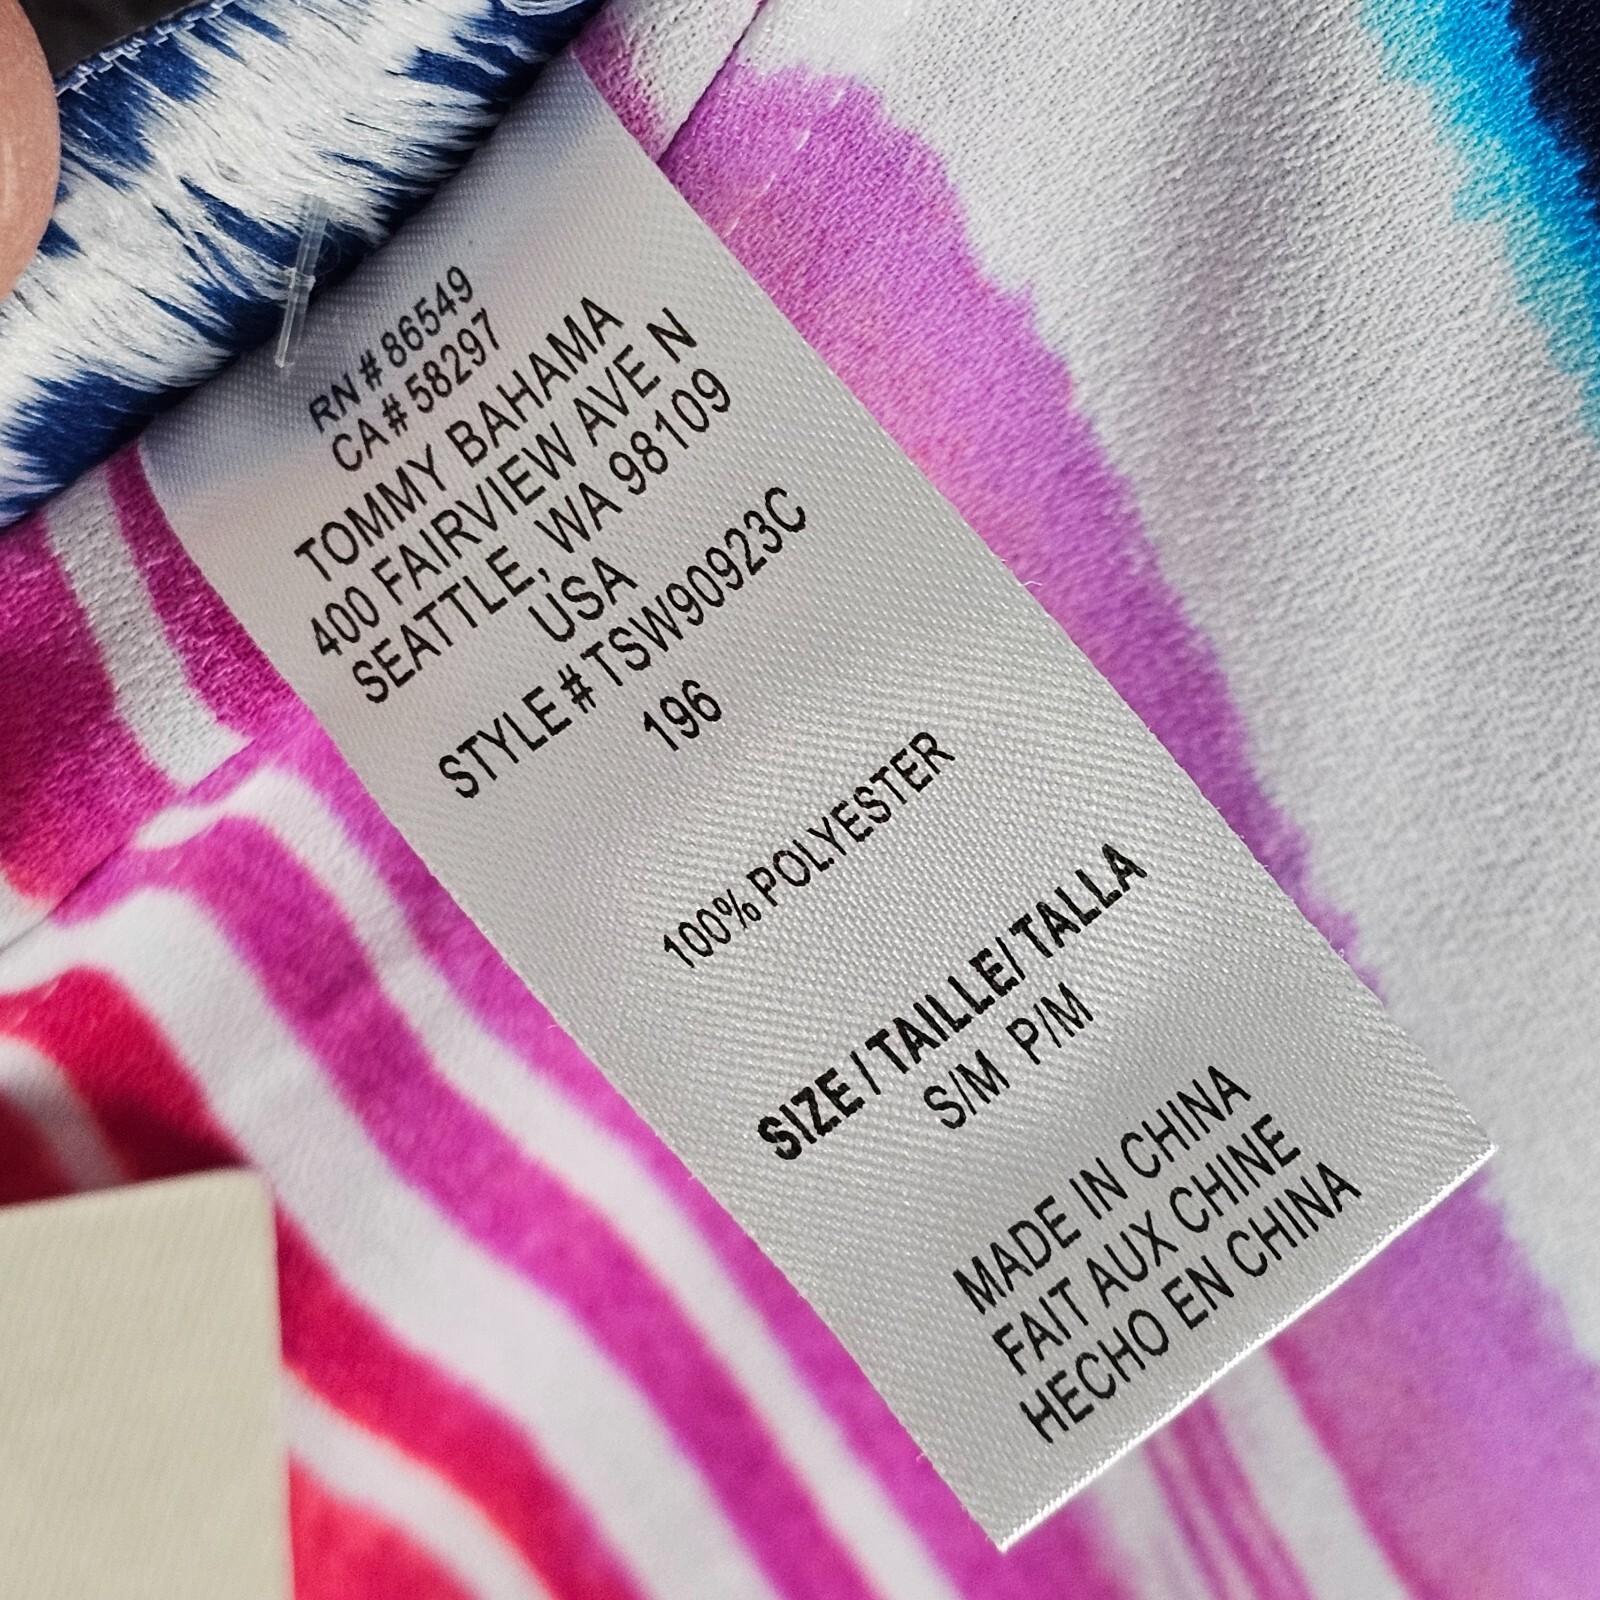 RN # 86549
CA # 58297
TOMMY BAHAMA
400 FAIRVIEW AVE N
SEATTLE, WA 98109
USA
STYLE # TSW90923C
196
100% POLYESTER
SIZE / TAILLE/ TALLA
S/M P/M
MADE IN CHINA
FAIT AUX CHINE
HECHO EN CHINA